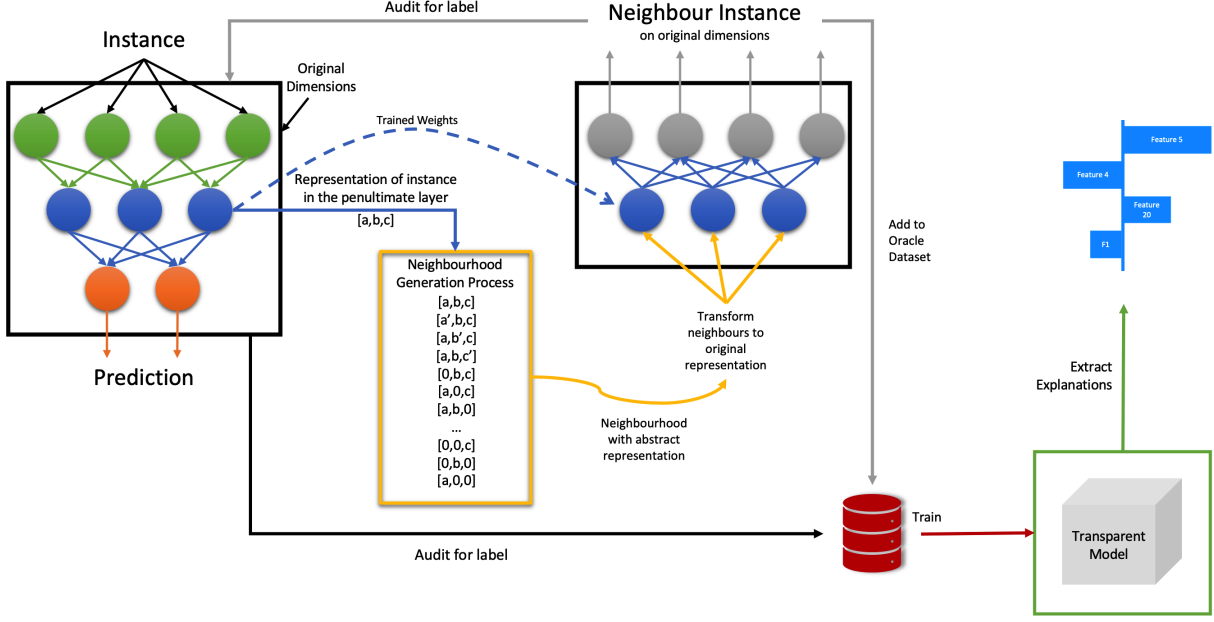 Audit for label
Neighbour Instance
on original dimensions
Instance
Original
Dimensions
Trained Weights
Representation of instance
in the penultimate layer
[a,b,c]
Neighbourhood
Generation Process
[a,b,c]
[a’,b,c]
[a,b’,c]
[a,b,c’]
[0,b,c]
[a,0,c]
[a,b,0]
...
[0,0,c]
[0,b,0]
[a,0,0]
Prediction
Transform
neighbours to
original
representation
Neighbourhood
with abstract
representation
Add to
Oracle
Dataset
Feature 5
Feature 4
Feature
20
F1
Extract
Explanations
Train
Transparent
Model
Audit for label